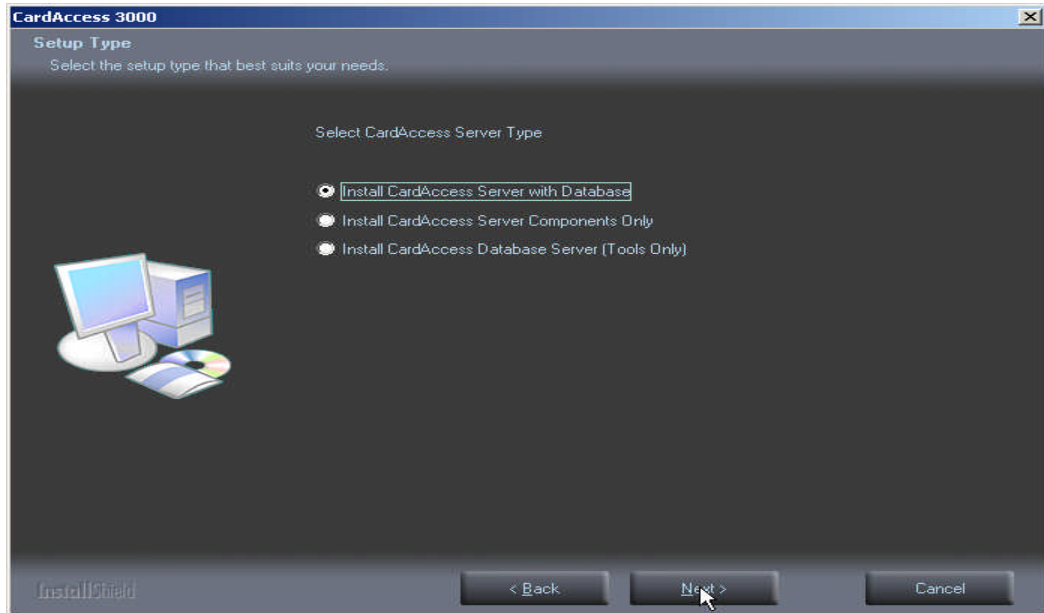 CardAccess 3000
Setup Type
Select the setup type that best suits your needs.
Select CardAccess Server Type
Install CardAccess Server with Database
Install CardAccess Server Components Only
Install CardAccess Database Server (Tools Only)
InstallShield
< Back
Next >
Cancel